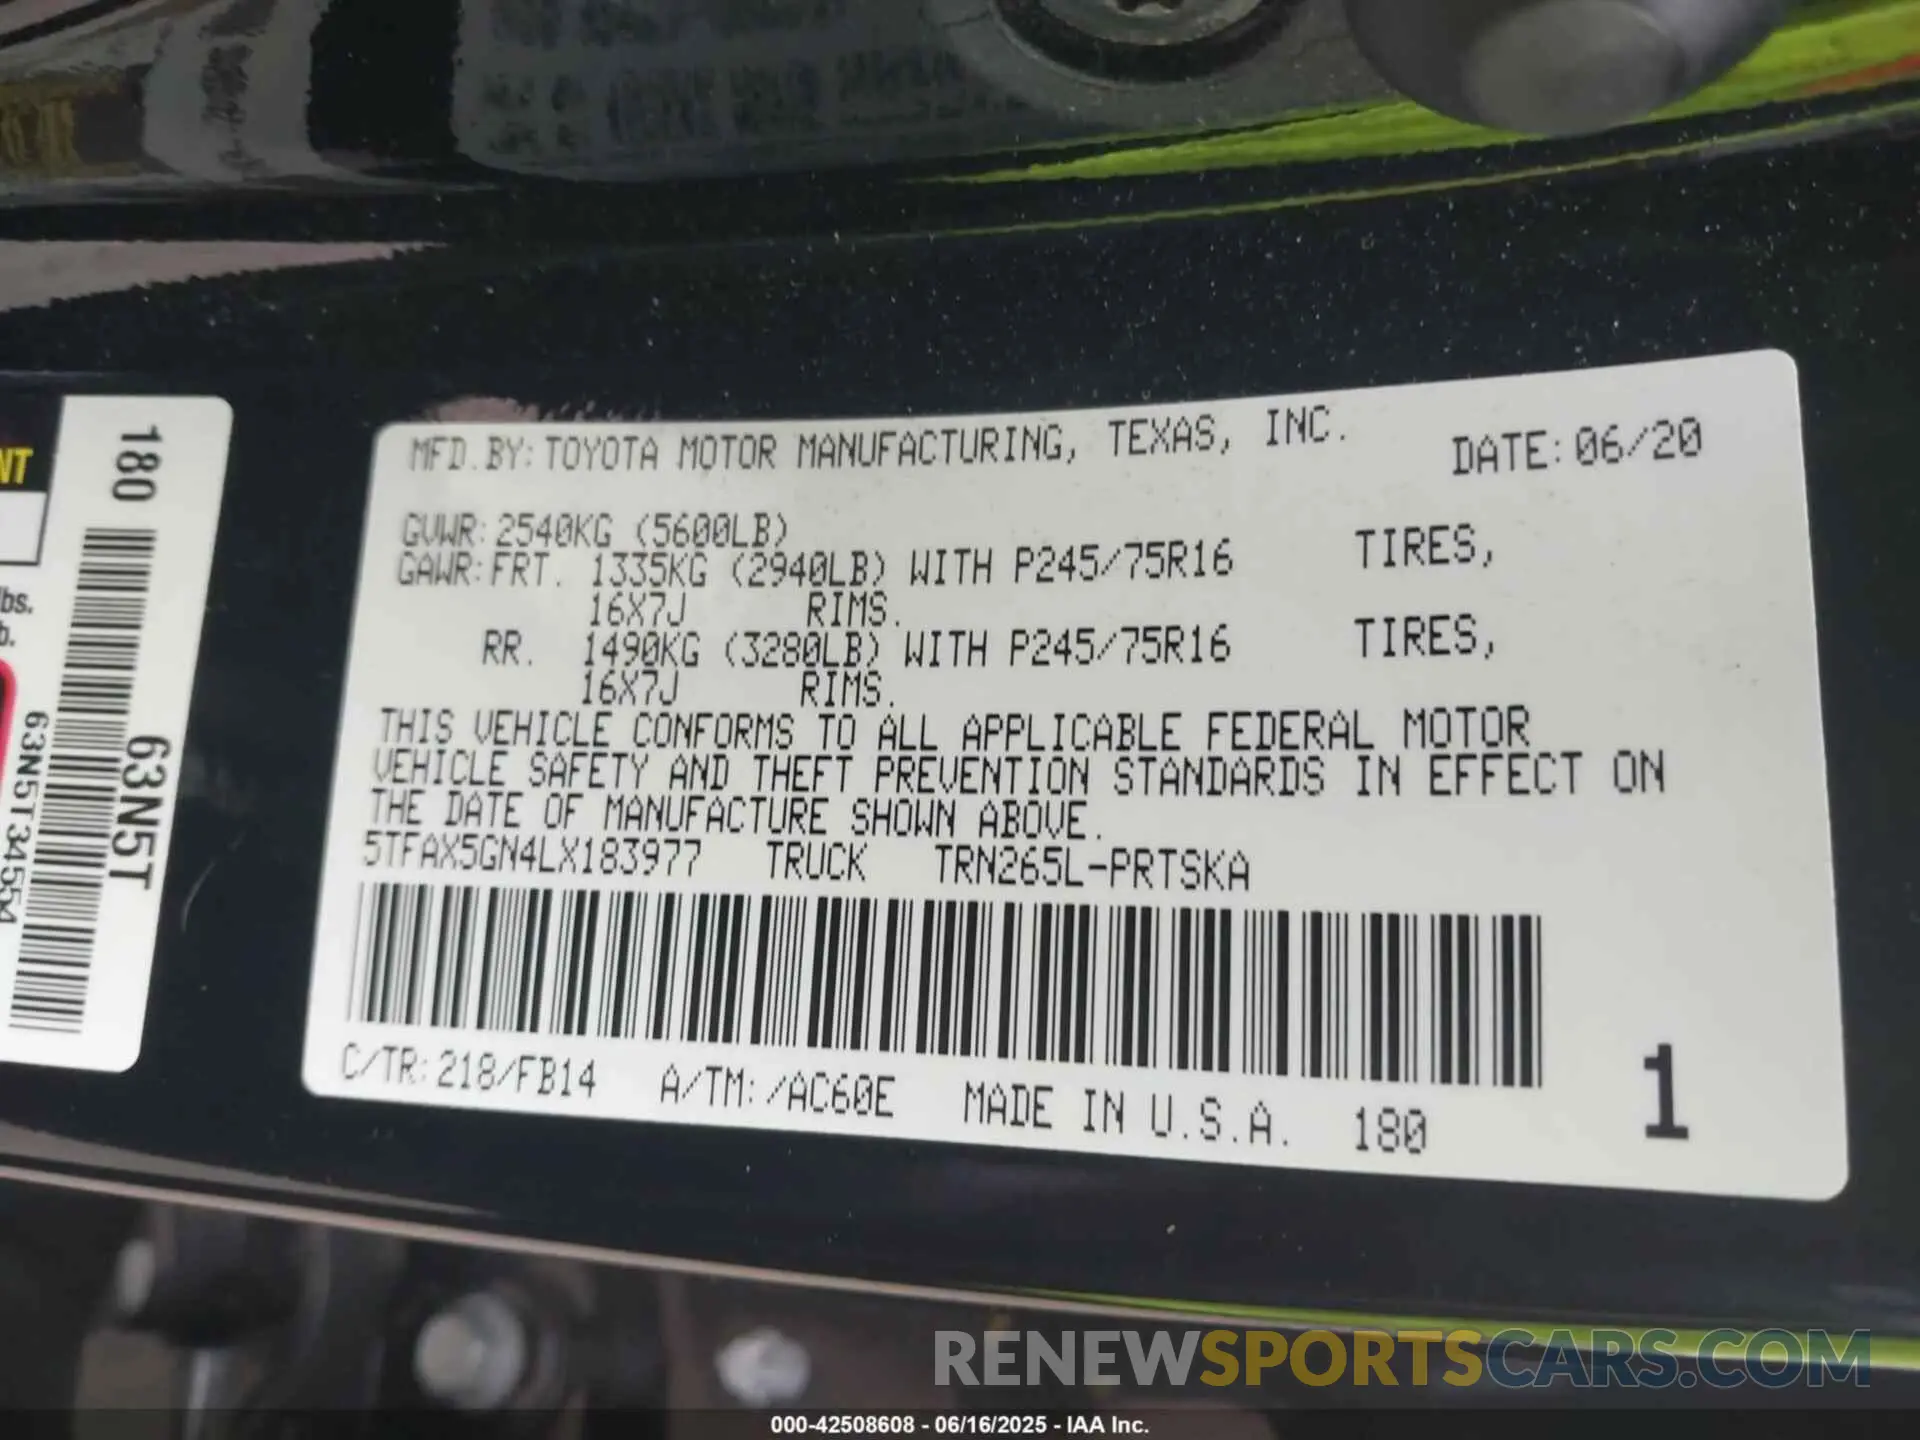 MFD.BY:TOYOTA MOTOR MANUFACTURING, TEXAS, INC. DATE:06/20
GVWR:2540KG (5600LB)
GAWR:FRT. 1335KG (2940LB) WITH P245/75R16 TIRES,
16X7J RIMS.
RR. 1490KG (3280LB) WITH P245/75R16 TIRES,
16X7J RIMS.
THIS VEHICLE CONFORMS TO ALL APPLICABLE FEDERAL MOTOR
VEHICLE SAFETY AND THEFT PREVENTION STANDARDS IN EFFECT ON
THE DATE OF MANUFACTURE SHOWN ABOVE.
5TFAX5GN4LX183977 TRUCK TRN265L-PRTSKA
C/TR:218/FB14 A/TM:/AC60E MADE IN U.S.A. 180
1
180
63N5T
63N5T34554
NT
lbs.
b.
RENEWSPORTSCARS.COM
000-42508608 - 06/16/2025 - IAA Inc.